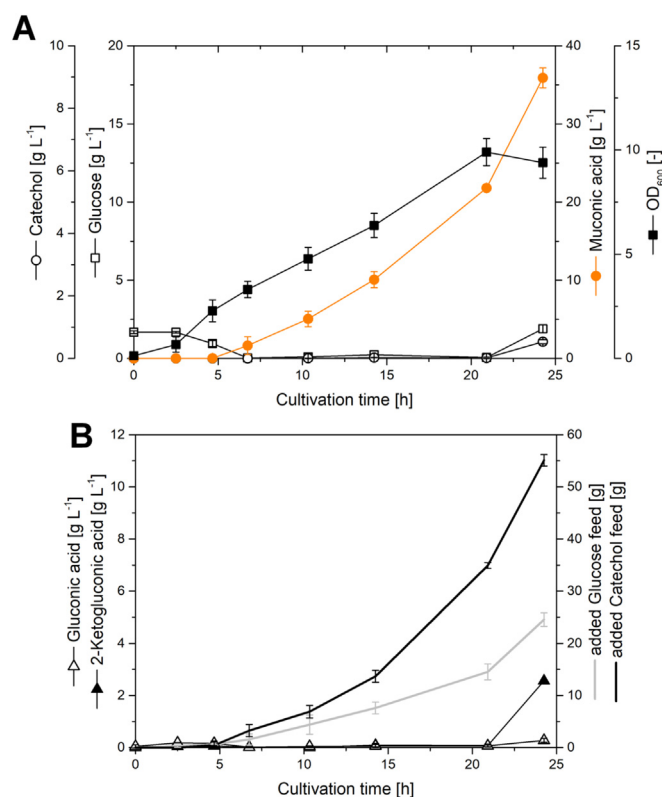 A
Catechol [g L-1]
10
8
6
4
2
0
Glucose [g L-1]
20
15
10
5
0
Muconic acid [g L-1]
40
30
20
10
0
OD600 [-]
15
10
5
0
0 5 10 15 20 25
Cultivation time [h]
B
Gluconic acid [g L-1]
2-Ketogluconic acid [g L-1]
12
10
8
6
4
2
0
60
50
40
30
20
10
0
added Glucose feed [g]
added Catechol feed [g]
0 5 10 15 20 25
Cultivation time [h]